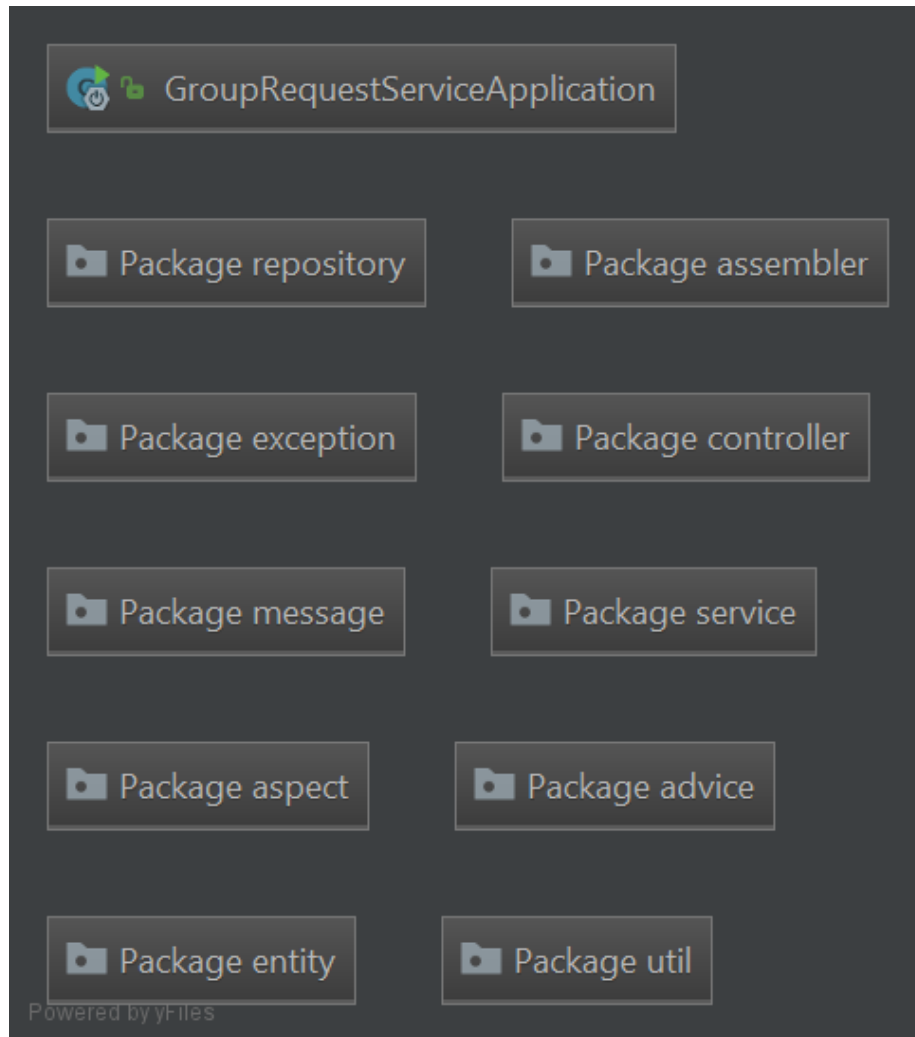 GroupRequestServiceApplication
Package repository
Package assembler
Package exception
Package controller
Package message
Package service
Package aspect
Package advice
Package entity
Package util
Powered by yFiles